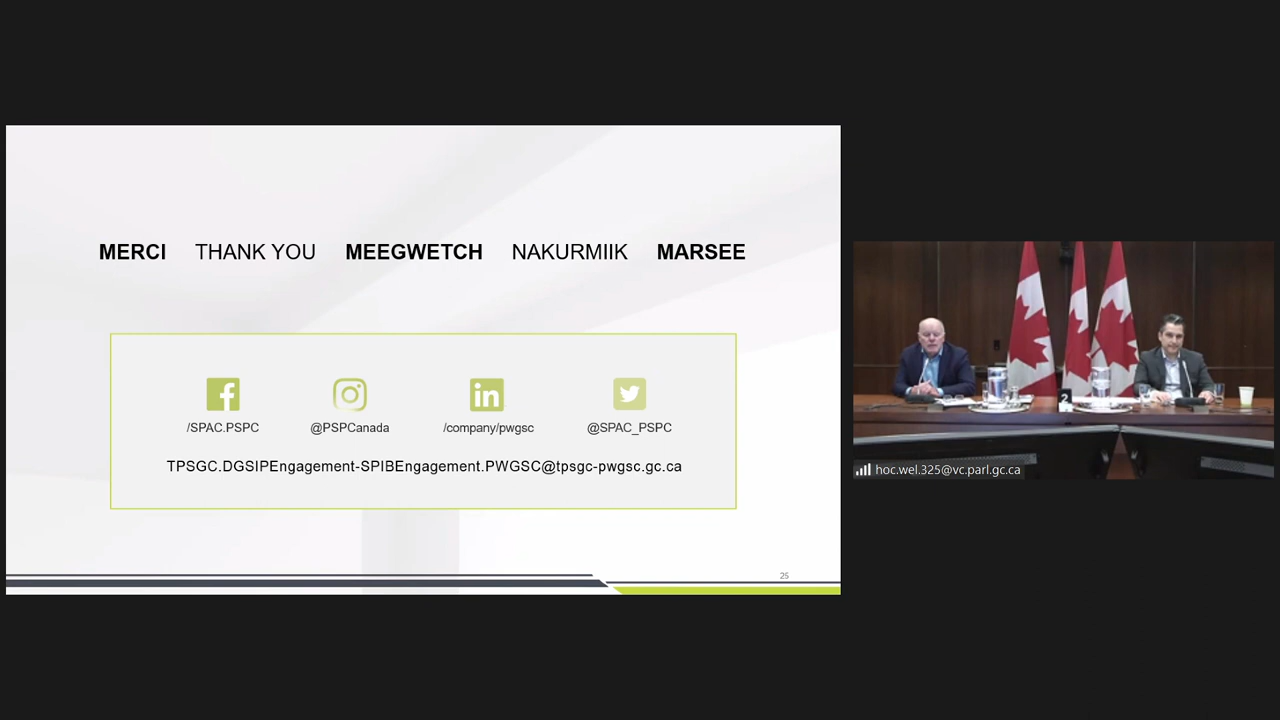 MERCI THANK YOU MEEGWETCH NAKURMIIK MARSEE
/SPAC.PSPC @PSPCanada /company/pwgsc @SPAC_PSPC
TPSGC.DGSIPEngagement-SPIBEngagement.PWGSC@tpsgc-pwgsc.gc.ca
25
2
hoc.wel.325@vc.parl.gc.ca